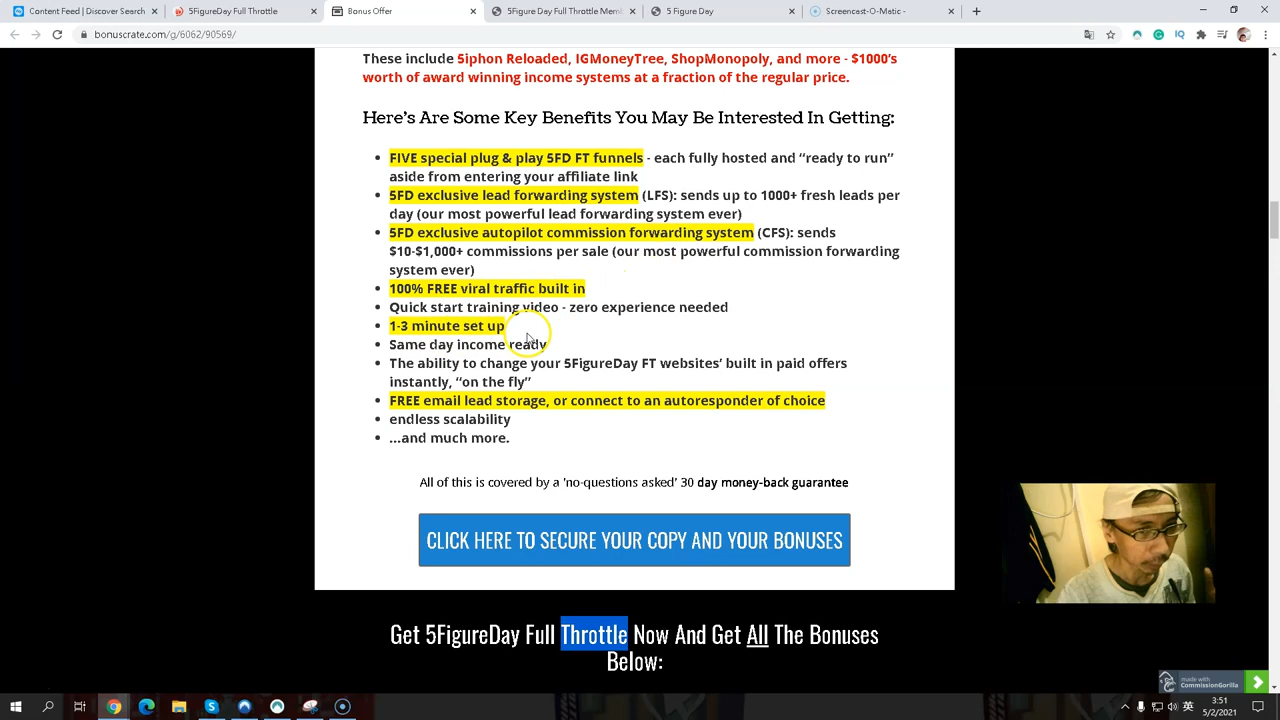 Content Feed | Discover Search
5FigureDay Full Throttle
Bonus Offer
5Figure Day Full Throttle Memb
5 Figure Day
Screencast-O-Matic -
bonuscrate.com/g/6062/90569/
These include 5iphon Reloaded, IGMoneyTree, ShopMonopoly, and more - $1000’s
worth of award winning income systems at a fraction of the regular price.
Here’s Are Some Key Benefits You May Be Interested In Getting:
• FIVE special plug & play 5FD FT funnels - each fully hosted and “ready to run”
aside from entering your affiliate link
• 5FD exclusive lead forwarding system (LFS): sends up to 1000+ fresh leads per
day (our most powerful lead forwarding system ever)
• 5FD exclusive autopilot commission forwarding system (CFS): sends
$10-$1,000+ commissions per sale (our most powerful commission forwarding
system ever)
• 100% FREE viral traffic built in
• Quick start training video - zero experience needed
• 1-3 minute set up
• Same day income ready
• The ability to change your 5FigureDay FT websites’ built in paid offers
instantly, “on the fly”
• FREE email lead storage, or connect to an autoresponder of choice
• endless scalability
• ...and much more.
All of this is covered by a 'no-questions asked' 30 day money-back guarantee
CLICK HERE TO SECURE YOUR COPY AND YOUR BONUSES
Get 5FigureDay Full Throttle Now And Get All The Bonuses
Below:
made with
COMMISSIONGORILLA
英
3:51
5/2/2021